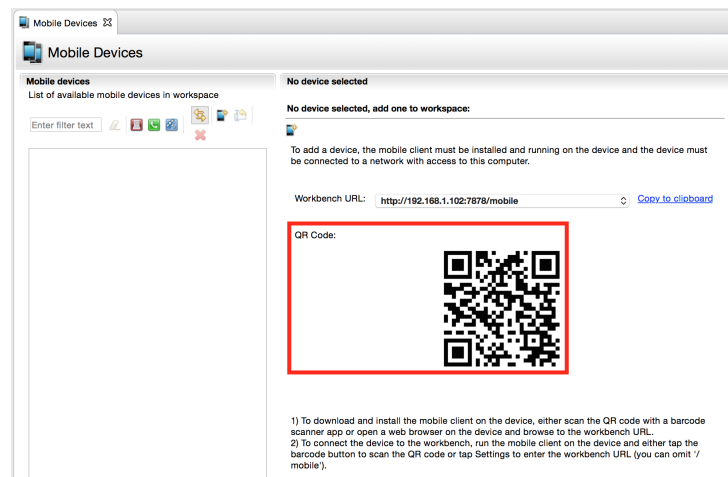 Mobile Devices
Mobile Devices
Mobile devices
List of available mobile devices in workspace
Enter filter text
No device selected
No device selected, add one to workspace:
To add a device, the mobile client must be installed and running on the device and the device must
be connected to a network with access to this computer.
Workbench URL: http://192.168.1.102:7878/mobile Copy to clipboard
QR Code:
1) To download and install the mobile client on the device, either scan the QR code with a barcode
scanner app or open a web browser on the device and browse to the workbench URL.
2) To connect the device to the workbench, run the mobile client on the device and either tap the
barcode button to scan the QR code or tap Settings to enter the workbench URL (you can omit '/
mobile').